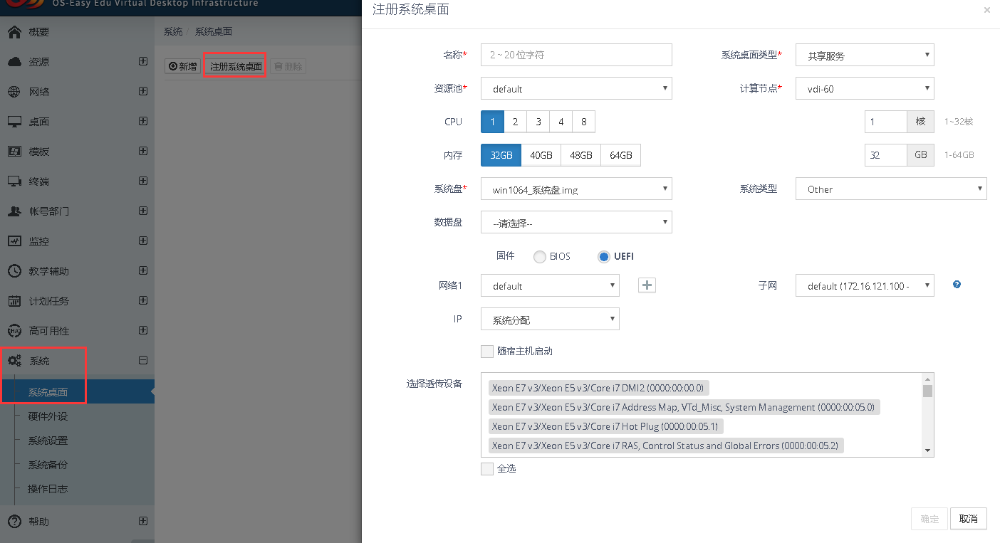 OS-Easy Edu Virtual Desktop Infrastructure
概要
资源
网络
桌面
模板
终端
帐号部门
监控
教学辅助
计划任务
高可用性
系统
系统桌面
硬件外设
系统设置
系统备份
操作日志
帮助
系统 / 系统桌面
新增 注册系统桌面 删除
注册系统桌面 ×
名称* 2 ~ 20 位字符 系统桌面类型* 共享服务
资源池* default 计算节点* vdi-60
CPU 1 2 3 4 8 1 核 1~32核
内存 32GB 40GB 48GB 64GB 32 GB 1-64GB
系统盘* win1064_系统盘.img 系统类型 Other
数据盘 --请选择--
固件 BIOS UEFI
网络1 default 子网 default (172.16.121.100 -
IP 系统分配
随宿主机启动
选择透传设备
Xeon E7 v3/Xeon E5 v3/Core i7 DMI2 (0000:00:00.0)
Xeon E7 v3/Xeon E5 v3/Core i7 Address Map, VTd_Misc, System Management (0000:00:05.0)
Xeon E7 v3/Xeon E5 v3/Core i7 Hot Plug (0000:00:05.1)
Xeon E7 v3/Xeon E5 v3/Core i7 RAS, Control Status and Global Errors (0000:00:05.2)
全选
确定 取消